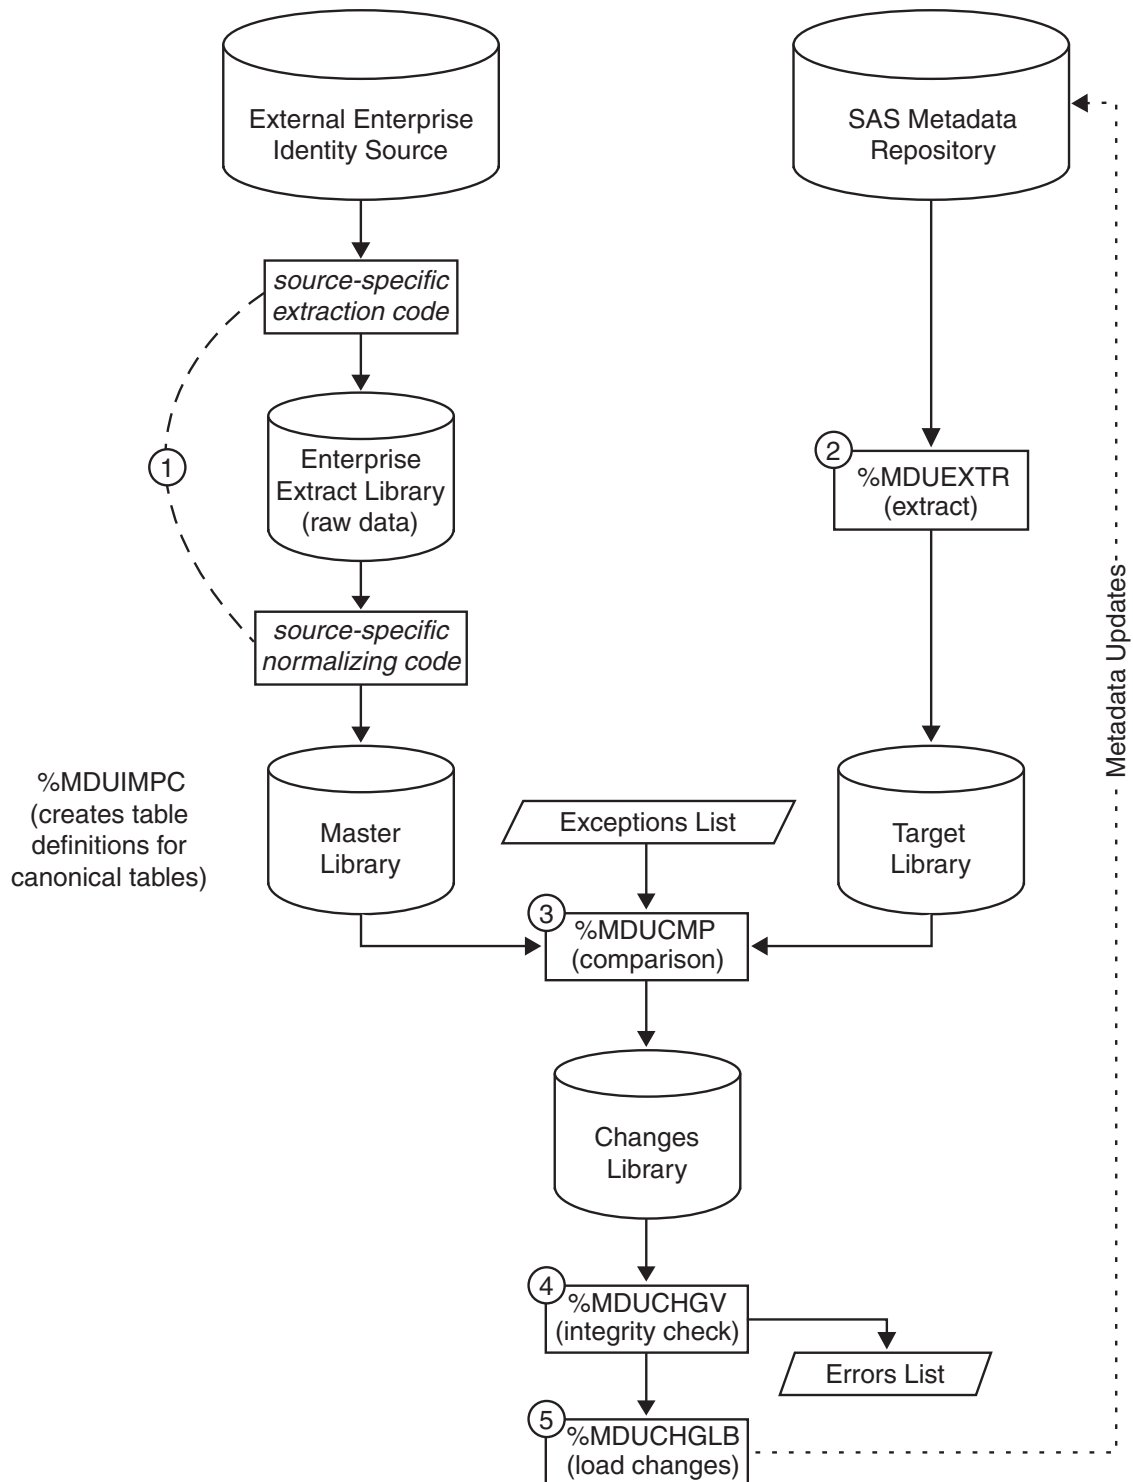 External Enterprise
Identity Source
SAS Metadata
Repository
source-specific
extraction code
1
Enterprise
Extract Library
(raw data)
2
%MDUEXTR
(extract)
source-specific
normalizing code
Metadata Updates
%MDUIMPC
(creates table
definitions for
canonical tables)
Master
Library
Exceptions List
Target
Library
3
%MDUCMP
(comparison)
Changes
Library
4
%MDUCHGV
(integrity check)
Errors List
5
%MDUCHGLB
(load changes)